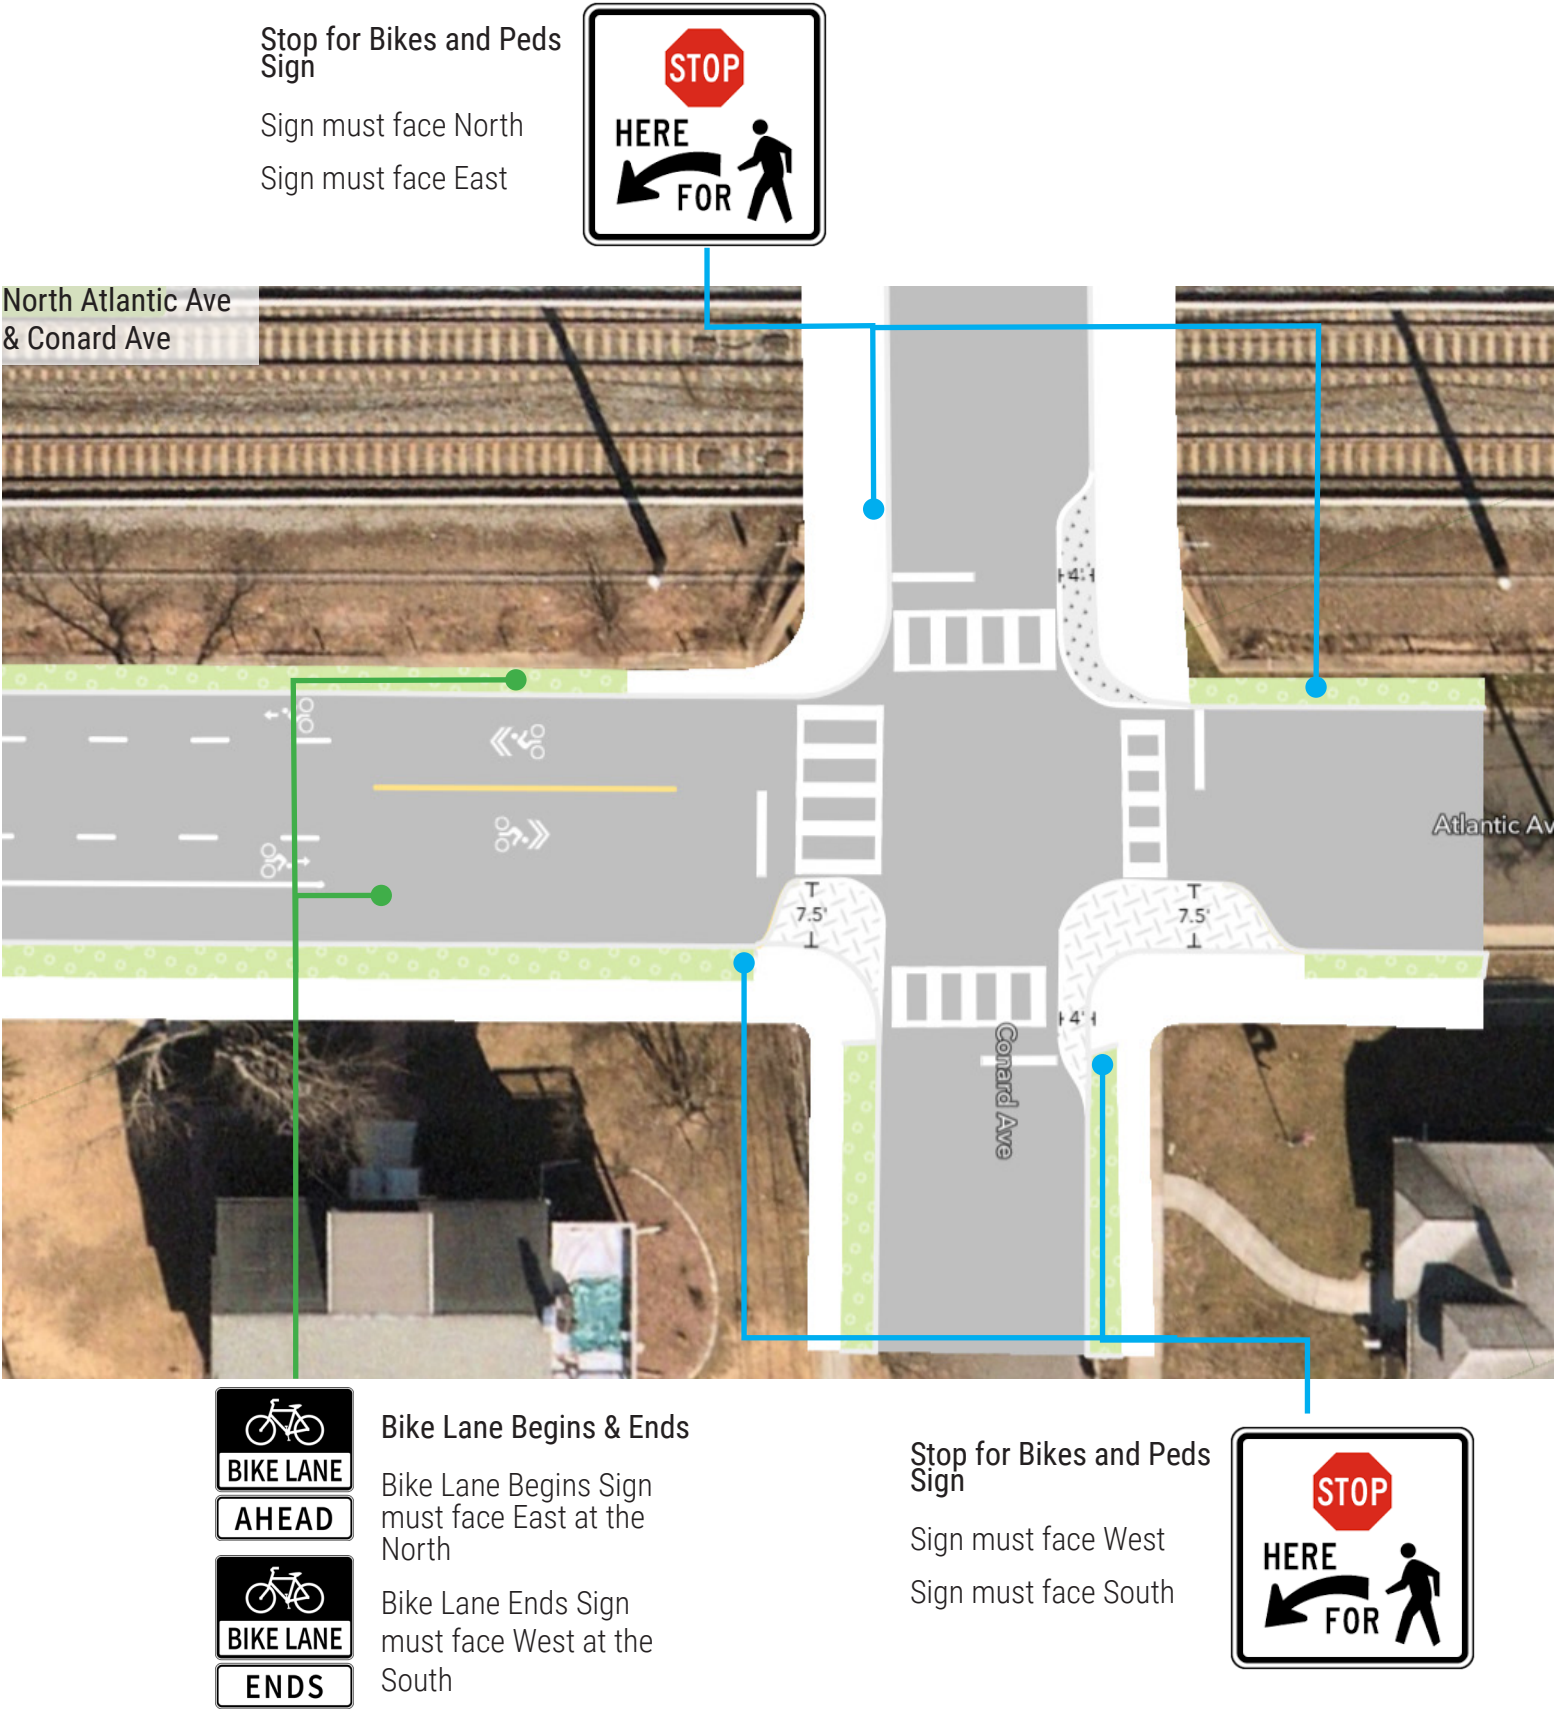 Stop for Bikes and Peds
Sign
Sign must face North
Sign must face East
STOP
HERE
FOR
North Atlantic Ave
& Conard Ave
4'
Atlantic Av
7.5'
7.5'
4'
Conard Ave
BIKE LANE
AHEAD
BIKE LANE
ENDS
Bike Lane Begins & Ends
Bike Lane Begins Sign
must face East at the
North
Bike Lane Ends Sign
must face West at the
South
Stop for Bikes and Peds
Sign
Sign must face West
Sign must face South
STOP
HERE
FOR